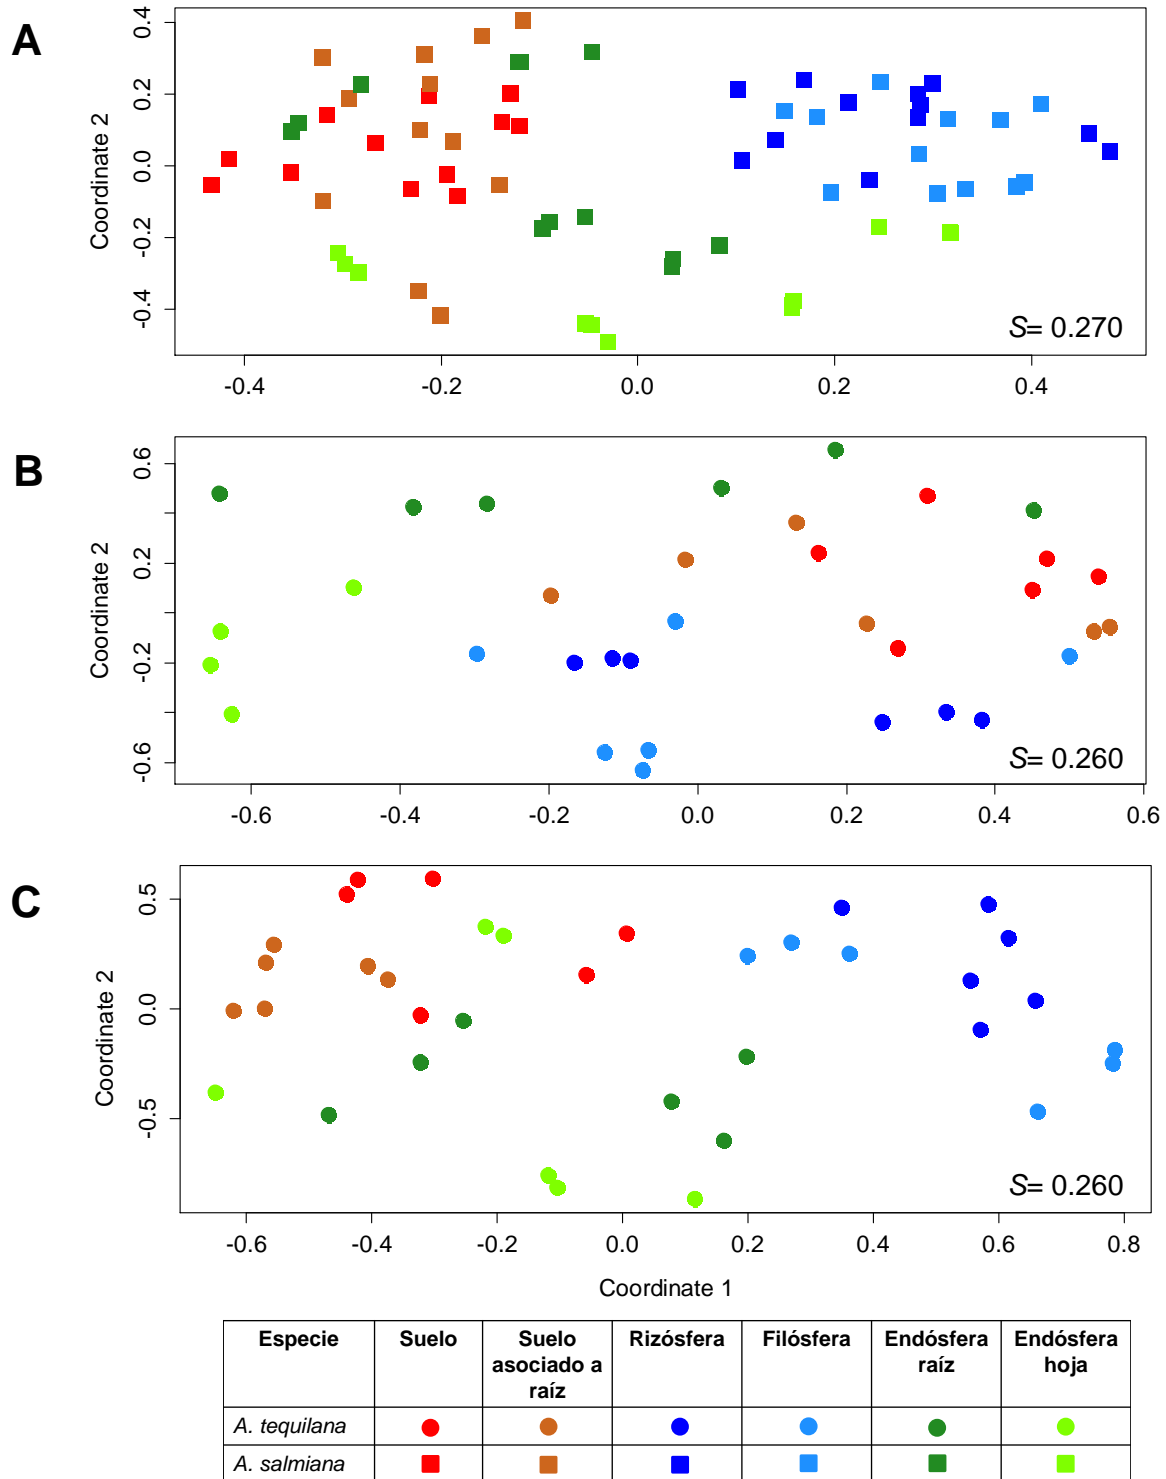 A
Coordinate 2
0.4
0.2
0.0
-0.2
-0.4
S= 0.270
-0.4 -0.2 0.0 0.2 0.4
B
Coordinate 2
0.6
0.2
-0.2
-0.6
S= 0.260
-0.6 -0.4 -0.2 0.0 0.2 0.4 0.6
C
Coordinate 2
0.5
0.0
-0.5
S= 0.260
-0.6 -0.4 -0.2 0.0 0.2 0.4 0.6 0.8
Coordinate 1
Especie Suelo Suelo Rizósfera Filósfera Endósfera Endósfera
asociado a raíz hoja
raíz
A. tequilana
A. salmiana